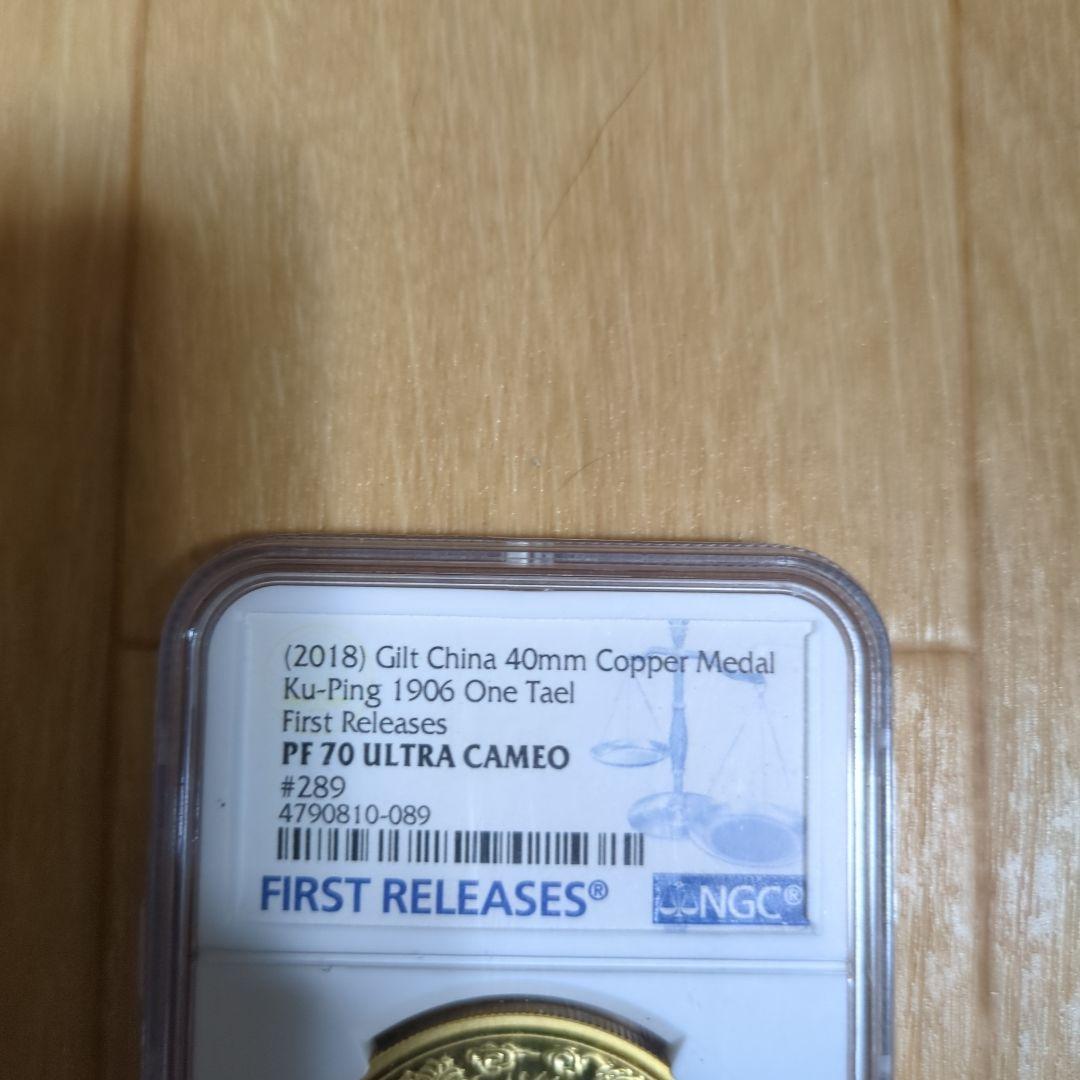 (2018) Gilt China 40mm Copper Medal
Ku-Ping 1906 One Tael
First Releases
PF 70 ULTRA CAMEO
#289
4790810-089
FIRST RELEASES®
NGC®